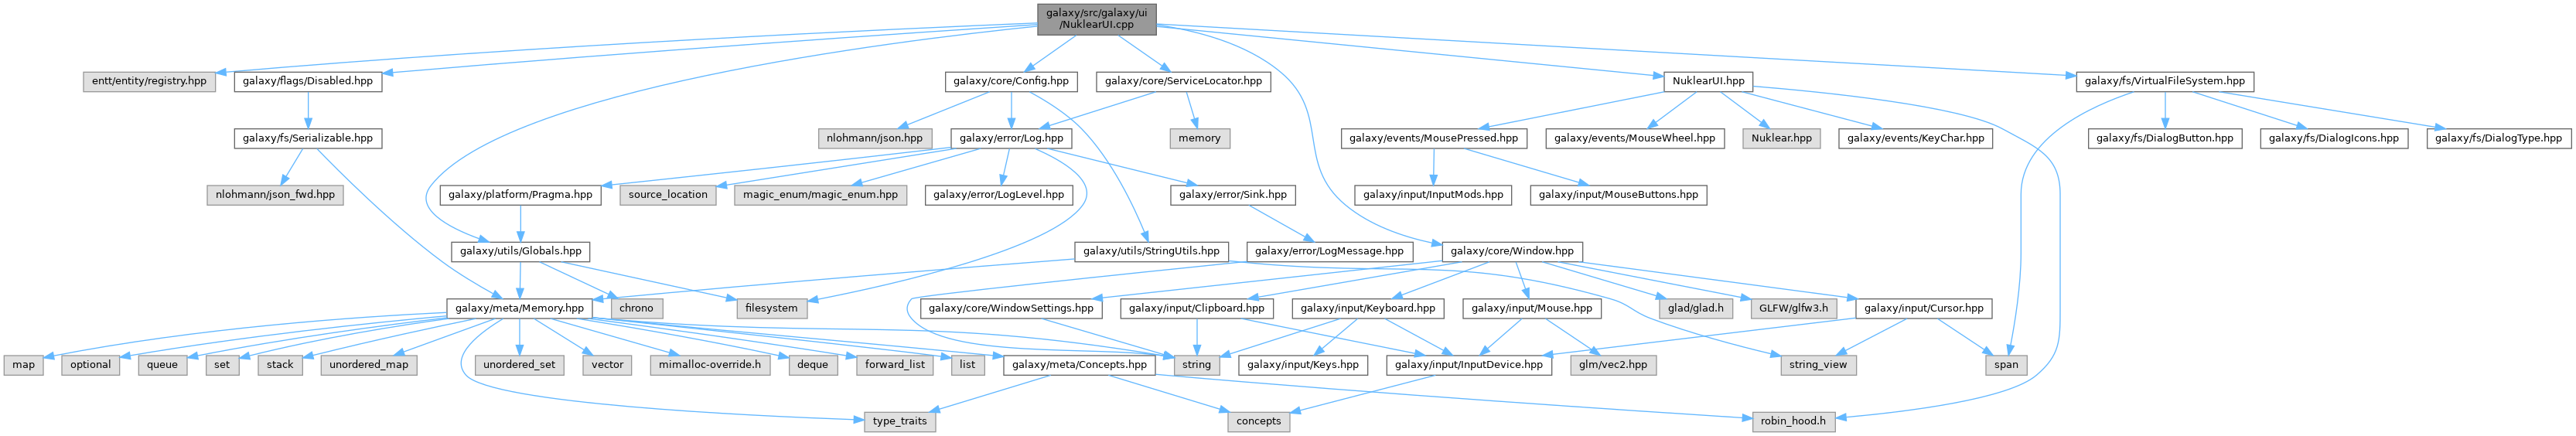 galaxy/src/galaxy/ui
/NuklearUI.cpp
entt/entity/registry.hpp
galaxy/flags/Disabled.hpp
galaxy/core/Config.hpp
galaxy/core/ServiceLocator.hpp
NuklearUI.hpp
galaxy/fs/VirtualFileSystem.hpp
galaxy/fs/Serializable.hpp
nlohmann/json.hpp
galaxy/error/Log.hpp
memory
galaxy/events/MousePressed.hpp
galaxy/events/MouseWheel.hpp
Nuklear.hpp
galaxy/events/KeyChar.hpp
galaxy/fs/DialogButton.hpp
galaxy/fs/DialogIcons.hpp
galaxy/fs/DialogType.hpp
nlohmann/json_fwd.hpp
galaxy/platform/Pragma.hpp
source_location
magic_enum/magic_enum.hpp
galaxy/error/LogLevel.hpp
galaxy/error/Sink.hpp
galaxy/input/InputMods.hpp
galaxy/input/MouseButtons.hpp
galaxy/utils/Globals.hpp
galaxy/utils/StringUtils.hpp
galaxy/error/LogMessage.hpp
galaxy/core/Window.hpp
galaxy/meta/Memory.hpp
chrono
filesystem
galaxy/core/WindowSettings.hpp
galaxy/input/Clipboard.hpp
galaxy/input/Keyboard.hpp
galaxy/input/Mouse.hpp
glad/glad.h
GLFW/glfw3.h
galaxy/input/Cursor.hpp
map
optional
queue
set
stack
unordered_map
unordered_set
vector
mimalloc-override.h
deque
forward_list
list
galaxy/meta/Concepts.hpp
string
galaxy/input/Keys.hpp
galaxy/input/InputDevice.hpp
glm/vec2.hpp
string_view
span
type_traits
concepts
robin_hood.h